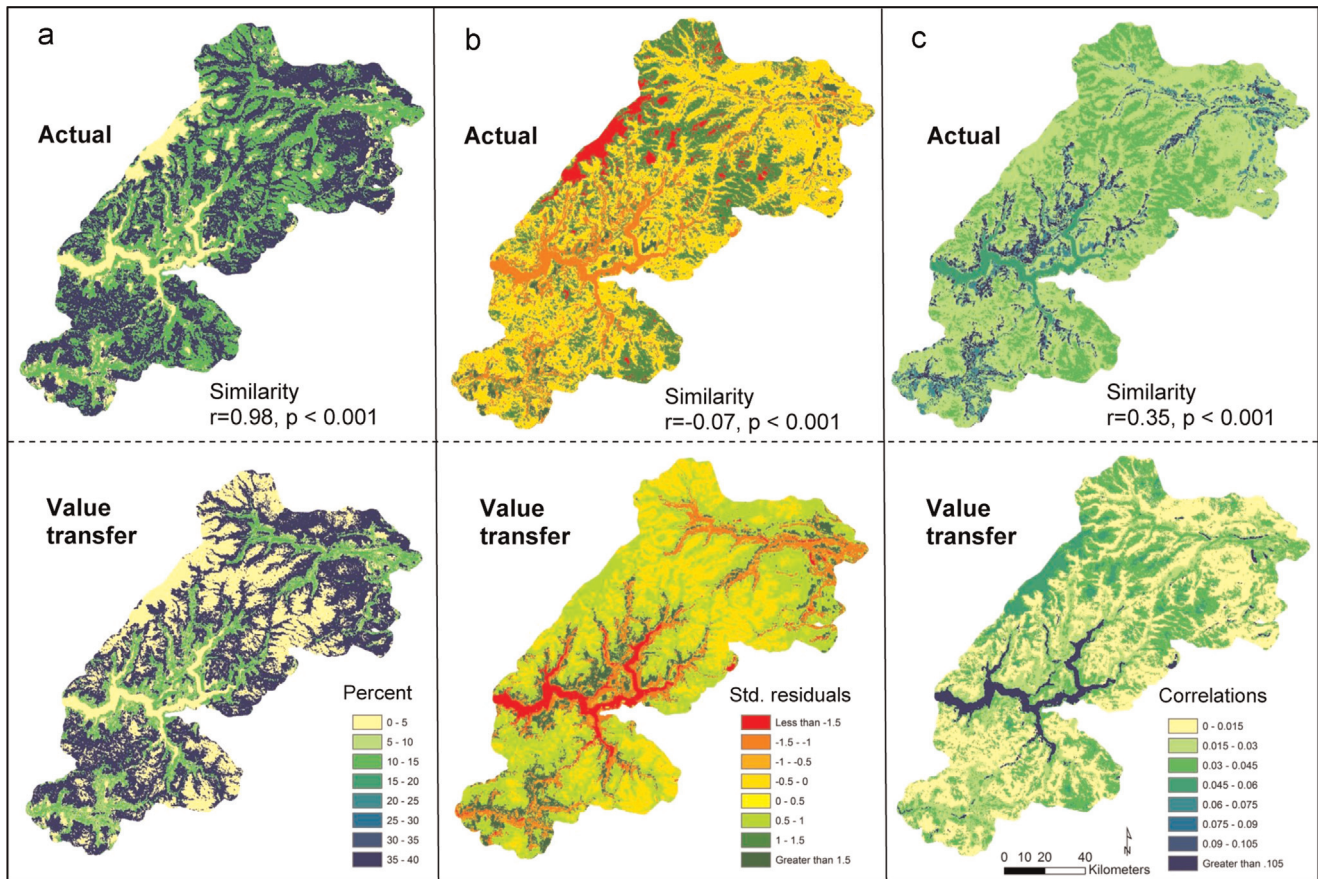 a
Actual
Similarity
r=0.98, p < 0.001
b
Actual
Similarity
r=-0.07, p < 0.001
c
Actual
Similarity
r=0.35, p < 0.001
Value
transfer
Percent
0 - 5
5 - 10
10 - 15
15 - 20
20 - 25
25 - 30
30 - 35
35 - 40
Value
transfer
Std. residuals
Less than -1.5
-1.5 - -1
-1 - -0.5
-0.5 - 0
0 - 0.5
0.5 - 1
1 - 1.5
Greater than 1.5
Value
transfer
Correlations
0 - 0.015
0.015 - 0.03
0.03 - 0.045
0.045 - 0.06
0.06 - 0.075
0.075 - 0.09
0.09 - 0.105
Greater than .105
N
0 10 20 40
Kilometers